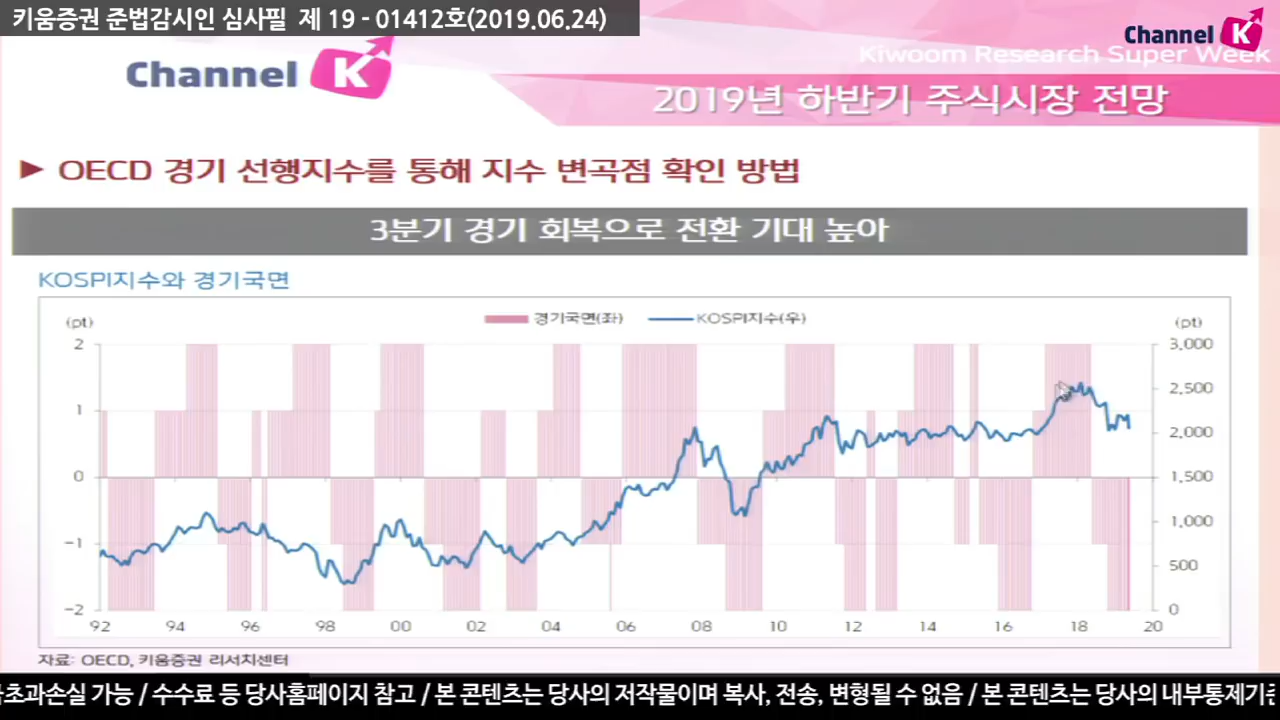 키움증권 준법감시인 심사필 제 19 - 01412호(2019.06.24)
Channel K
Kiwoom Research Super Week
Channel K
2019년 하반기 주식시장 전망
▶ OECD 경기 선행지수를 통해 지수 변곡점 확인 방법
3분기 경기 회복으로 전환 기대 높아
KOSPI지수와 경기국면
(pt) 경기국면(좌) KOSPI지수(우) (pt)
2 3,000
2,500
1
2,000
0 1,500
1,000
-1
500
-2 0
92 94 96 98 00 02 04 06 08 10 12 14 16 18 20
자료: OECD, 키움증권 리서치센터
초과손실 가능 / 수수료 등 당사홈페이지 참고 / 본 콘텐츠는 당사의 저작물이며 복사, 전송, 변형될 수 없음 / 본 콘텐츠는 당사의 내부통제기준